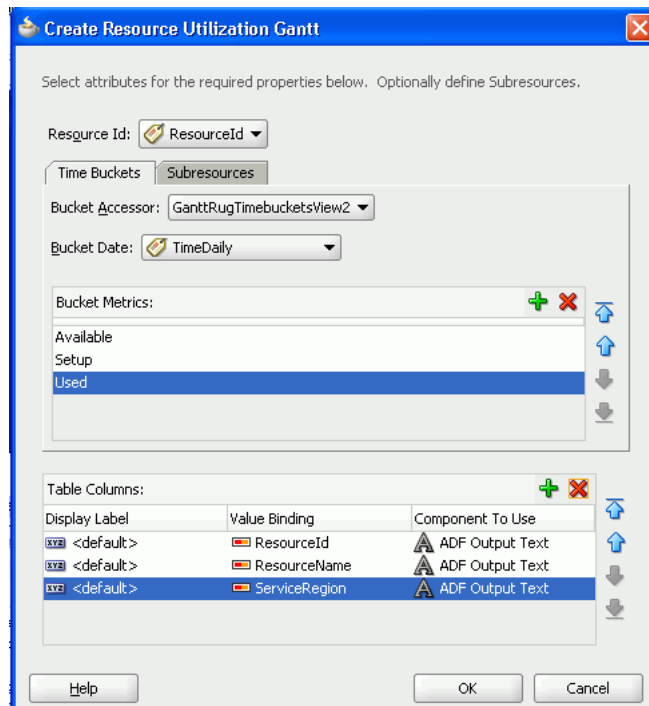 Create Resource Utilization Gantt
Select attributes for the required properties below. Optionally define Subresources.
Resource Id: ResourceId
Time Buckets Subresources
Bucket Accessor: GanttRugTimebucketsView2
Bucket Date: TimeDaily
Bucket Metrics:
Available
Setup
Used
Table Columns:
Display Label Value Binding Component To Use
XYZ <default> ResourceId A ADF Output Text
XYZ <default> ResourceName A ADF Output Text
XYZ <default> ServiceRegion A ADF Output Text
Help OK Cancel